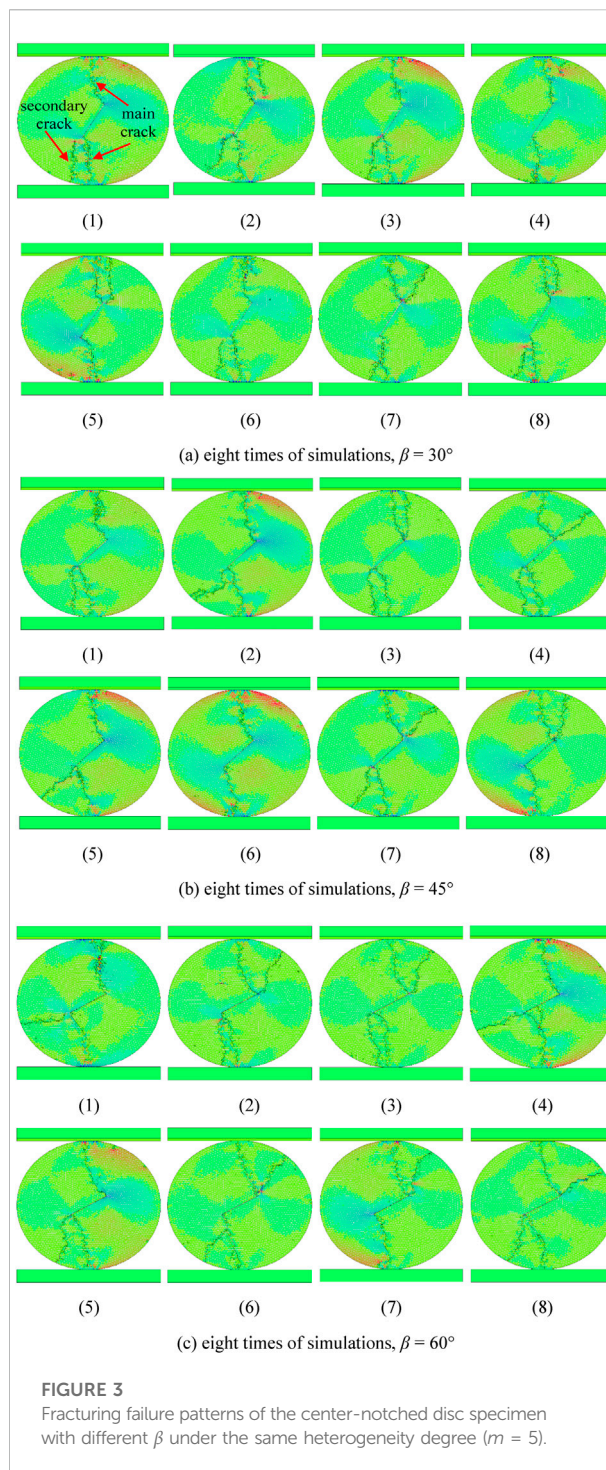 secondary
crack
main
crack
(1) (2) (3) (4)
(5) (6) (7) (8)
(a) eight times of simulations, β = 30°
(1) (2) (3) (4)
(5) (6) (7) (8)
(b) eight times of simulations, β = 45°
(1) (2) (3) (4)
(5) (6) (7) (8)
(c) eight times of simulations, β = 60°
FIGURE 3
Fracturing failure patterns of the center-notched disc specimen
with different β under the same heterogeneity degree (m = 5).